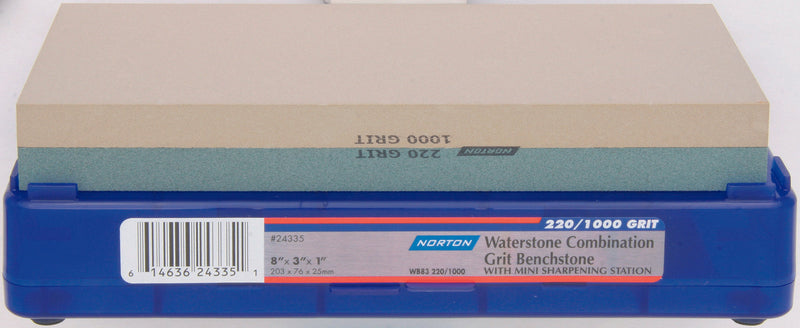 1000 GRIT
220 GRIT NORTON
220/1000 GRIT
#24335
8"x 3"x 1"
203 x 76 x 25mm
NORTON
WB83 220/1000
Waterstone Combination
Grit Benchstone
WITH MINI SHARPENING STATION
6 14636 24335 1